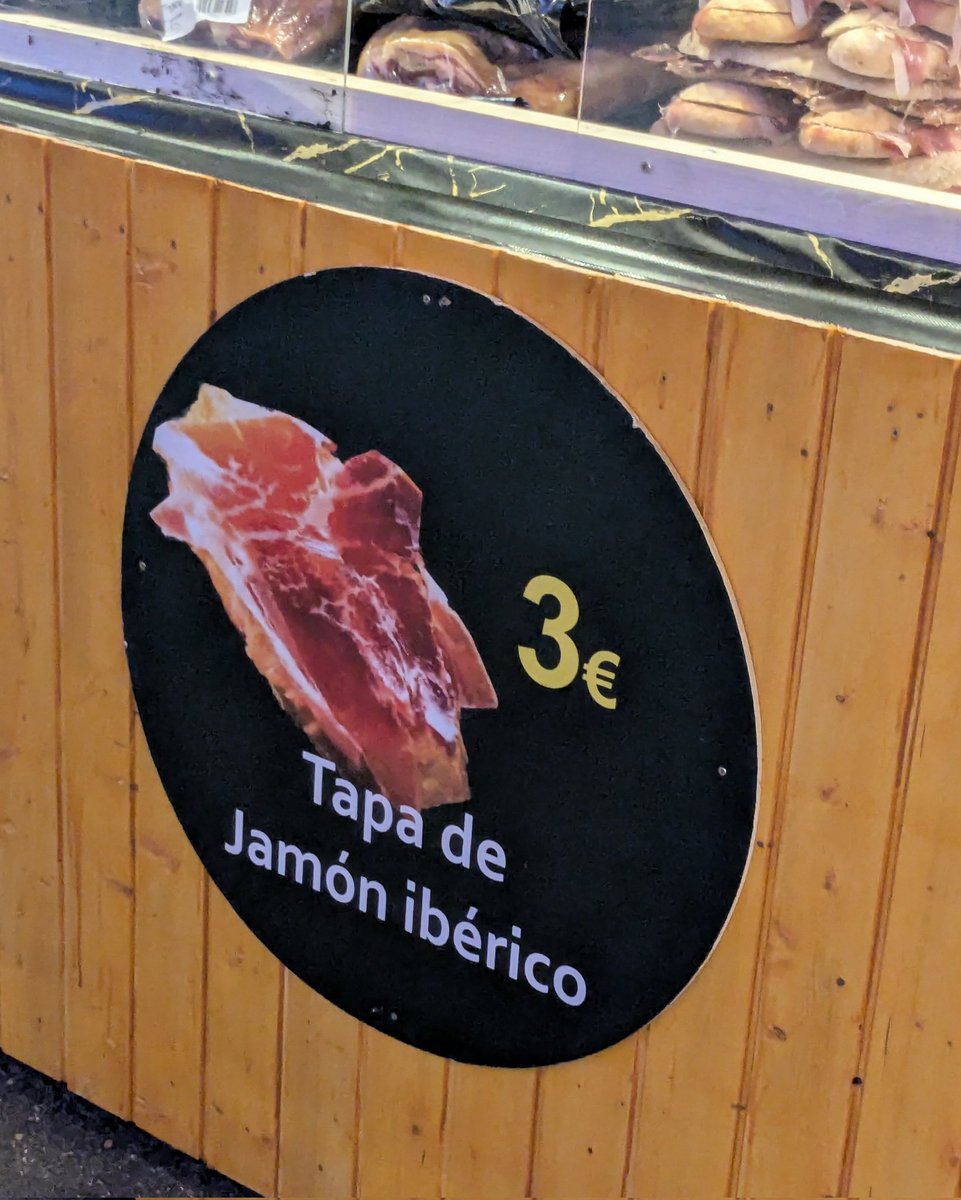 3€
Tapa de
Jamón ibérico